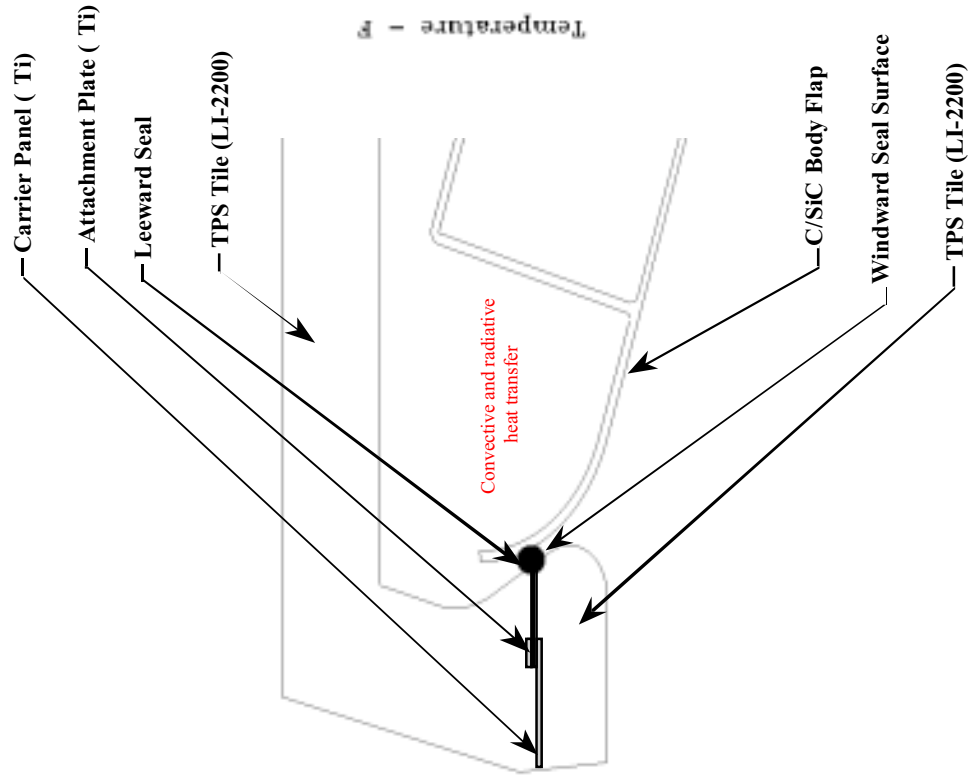 Temperature - F
Carrier Panel ( Ti)
Attachment Plate ( Ti)
Leeward Seal
TPS Tile (LI-2200)
Convective and radiative
heat transfer
C/SiC Body Flap
Windward Seal Surface
TPS Tile (LI-2200)